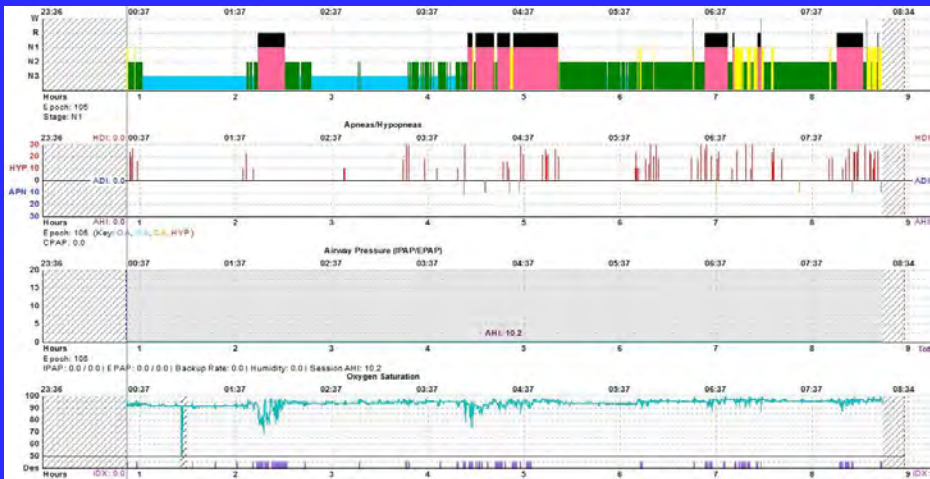 23:36 00:37 01:37 02:37 03:37 04:37 05:37 06:37 07:37 08:34
W
R
N1
N2
N3
Hours 1 2 3 4 5 6 7 8 9
Epoch: 105
Stage: N1
Apneas/Hypopneas
HDI: 0.0 23:36 00:37 01:37 02:37 03:37 04:37 05:37 06:37 07:37 08:34 HDI
30
20
HYP 10
0 ADI: 0.0 ADI
APN 10
20
30
Hours AHI: 0.0 1 2 3 4 5 6 7 8 9 AHI
Epoch: 105 (Key: OA, CA, HYP)
CPAP: 0.0
Airway Pressure (IPAP/EPAP)
23:36 00:37 01:37 02:37 03:37 04:37 05:37 06:37 07:37 08:34
20
15
10
5
0
AHI: 10.2
Hours 1 2 3 4 5 6 7 8 9 Tot
Epoch: 105
IPAP: 0.0 / 0.0 | EPAP: 0.0 / 0.0 | Backup Rate: 0.0 | Humidity: 0.0 | Session AHI: 10.2
Oxygen Saturation
23:36 00:37 01:37 02:37 03:37 04:37 05:37 06:37 07:37 08:34
100
90
80
70
60
50
Des
Hours IDX: 0.0 1 2 3 4 5 6 7 8 9 IDX